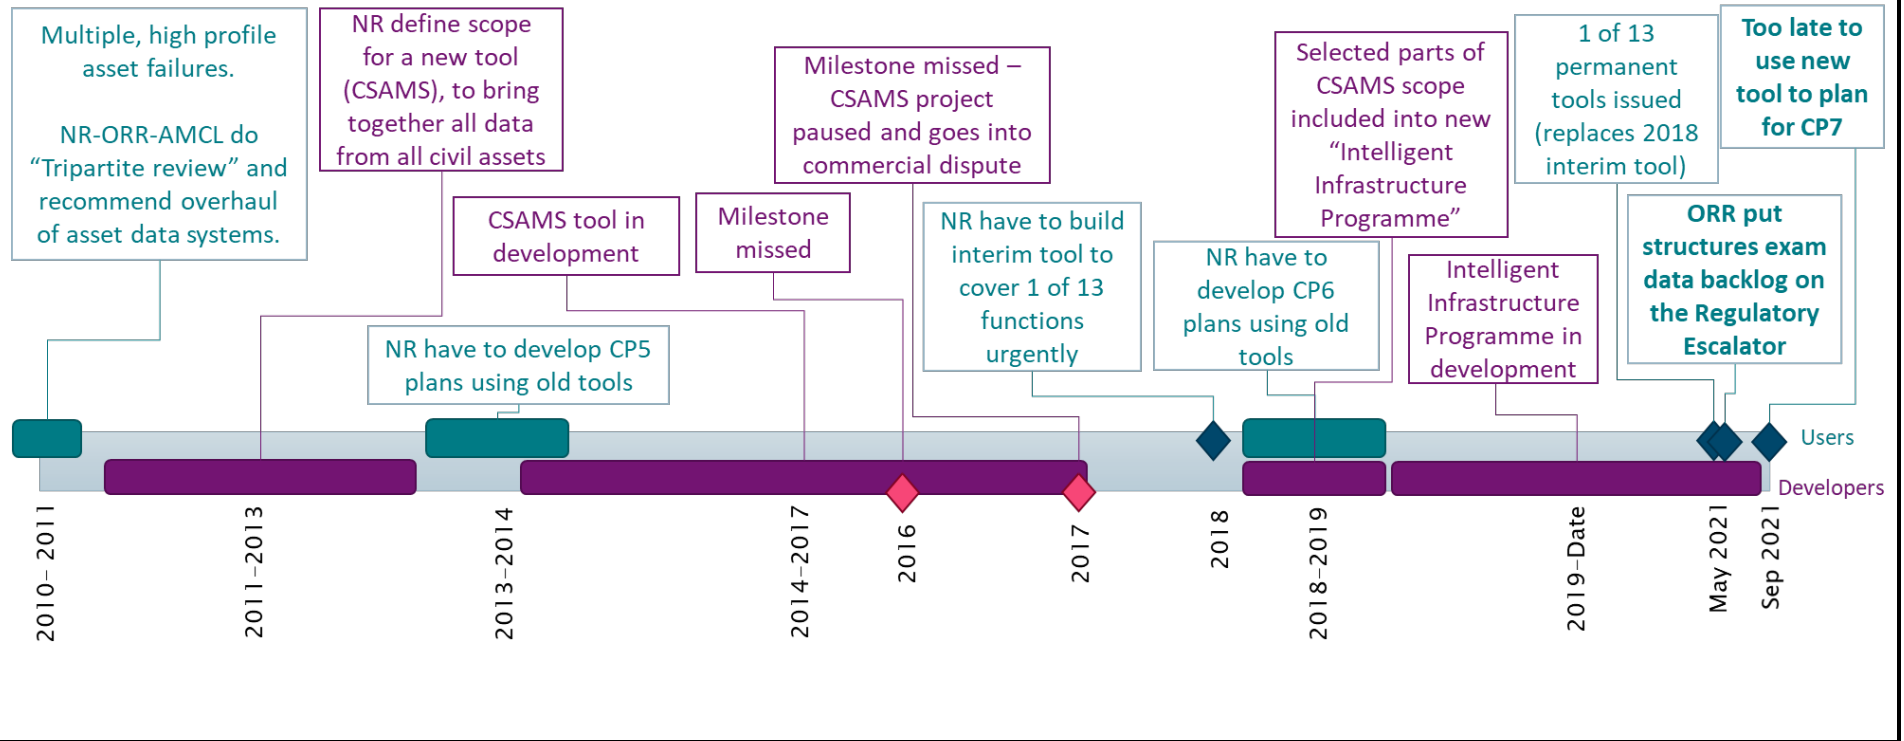 Multiple, high profile
asset failures.
NR-ORR-AMCL do
“Tripartite review” and
recommend overhaul
of asset data systems.
NR define scope
for a new tool
(CSAMS), to bring
together all data
from all civil assets
CSAMS tool in
development
NR have to develop CP5
plans using old tools
Milestone
missed
Milestone missed –
CSAMS project
paused and goes into
commercial dispute
NR have to build
interim tool to
cover 1 of 13
functions
urgently
NR have to
develop CP6
plans using old
tools
Selected parts of
CSAMS scope
included into new
“Intelligent
Infrastructure
Programme”
Intelligent
Infrastructure
Programme in
development
1 of 13
permanent
tools issued
(replaces 2018
interim tool)
ORR put
structures exam
data backlog on
the Regulatory
Escalator
Too late to
use new
tool to plan
for CP7
Users
Developers
2010– 2011
2011–2013
2013–2014
2014–2017
2016
2017
2018
2018–2019
2019–Date
May 2021
Sep 2021